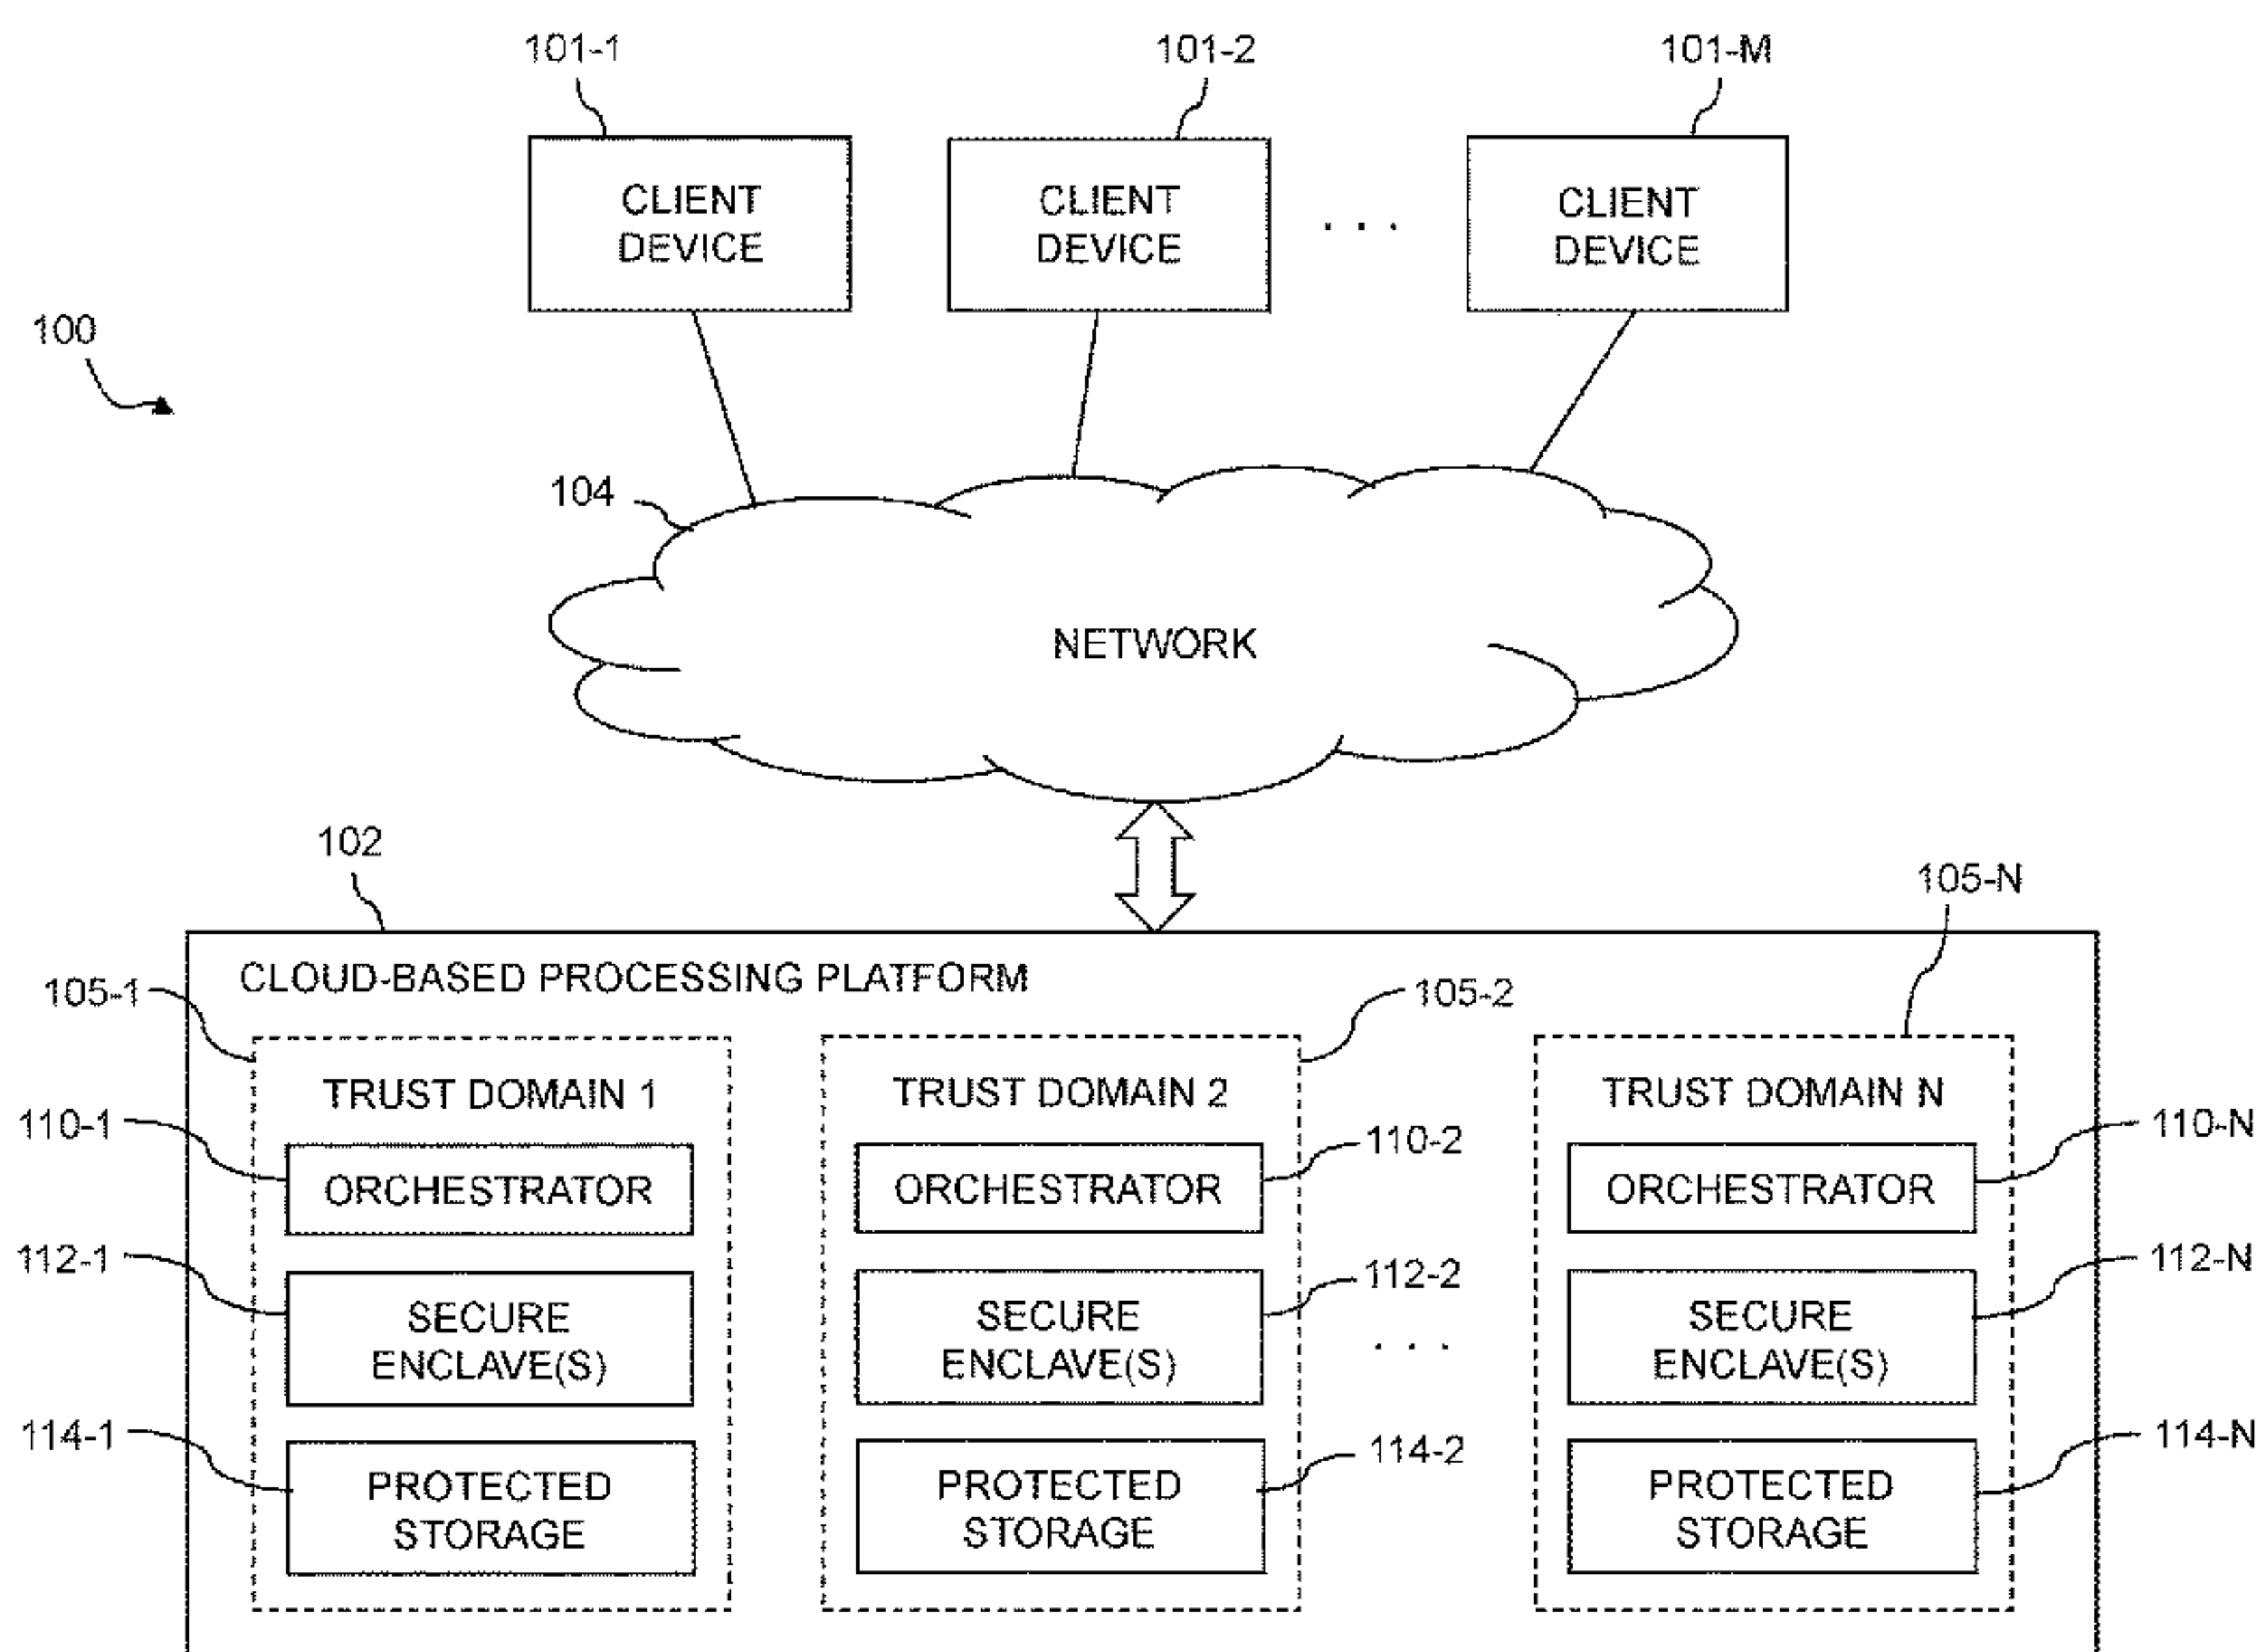 101-1
101-2
101-M
CLIENT
DEVICE
CLIENT
DEVICE
. . .
CLIENT
DEVICE
100
104
NETWORK
102
105-N
CLOUD-BASED PROCESSING PLATFORM
105-1
105-2
TRUST DOMAIN 1
TRUST DOMAIN 2
TRUST DOMAIN N
110-1
ORCHESTRATOR
ORCHESTRATOR
110-2
ORCHESTRATOR
110-N
112-1
SECURE
ENCLAVE(S)
SECURE
ENCLAVE(S)
112-2
. . .
SECURE
ENCLAVE(S)
112-N
114-1
PROTECTED
STORAGE
PROTECTED
STORAGE
114-2
PROTECTED
STORAGE
114-N